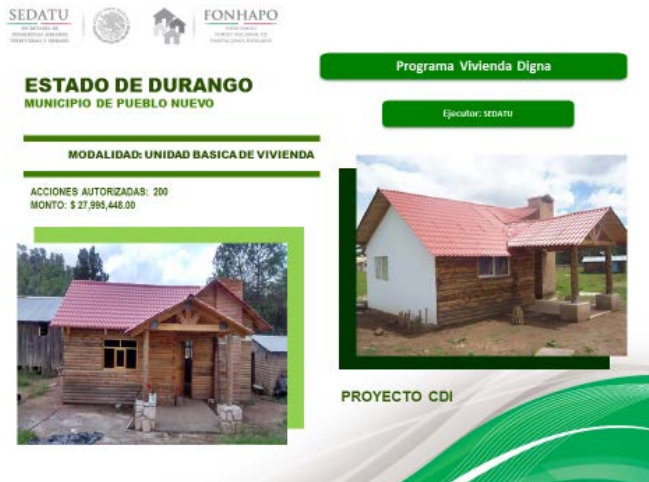 SEDATU
FONHAPO
Programa Vivienda Digna
ESTADO DE DURANGO
MUNICIPIO DE PUEBLO NUEVO
Ejecutor: SEDATU
MODALIDAD: UNIDAD BASICA DE VIVIENDA
ACCIONES AUTORIZADAS: 200
MONTO: $ 27,995,448.00
PROYECTO CDI